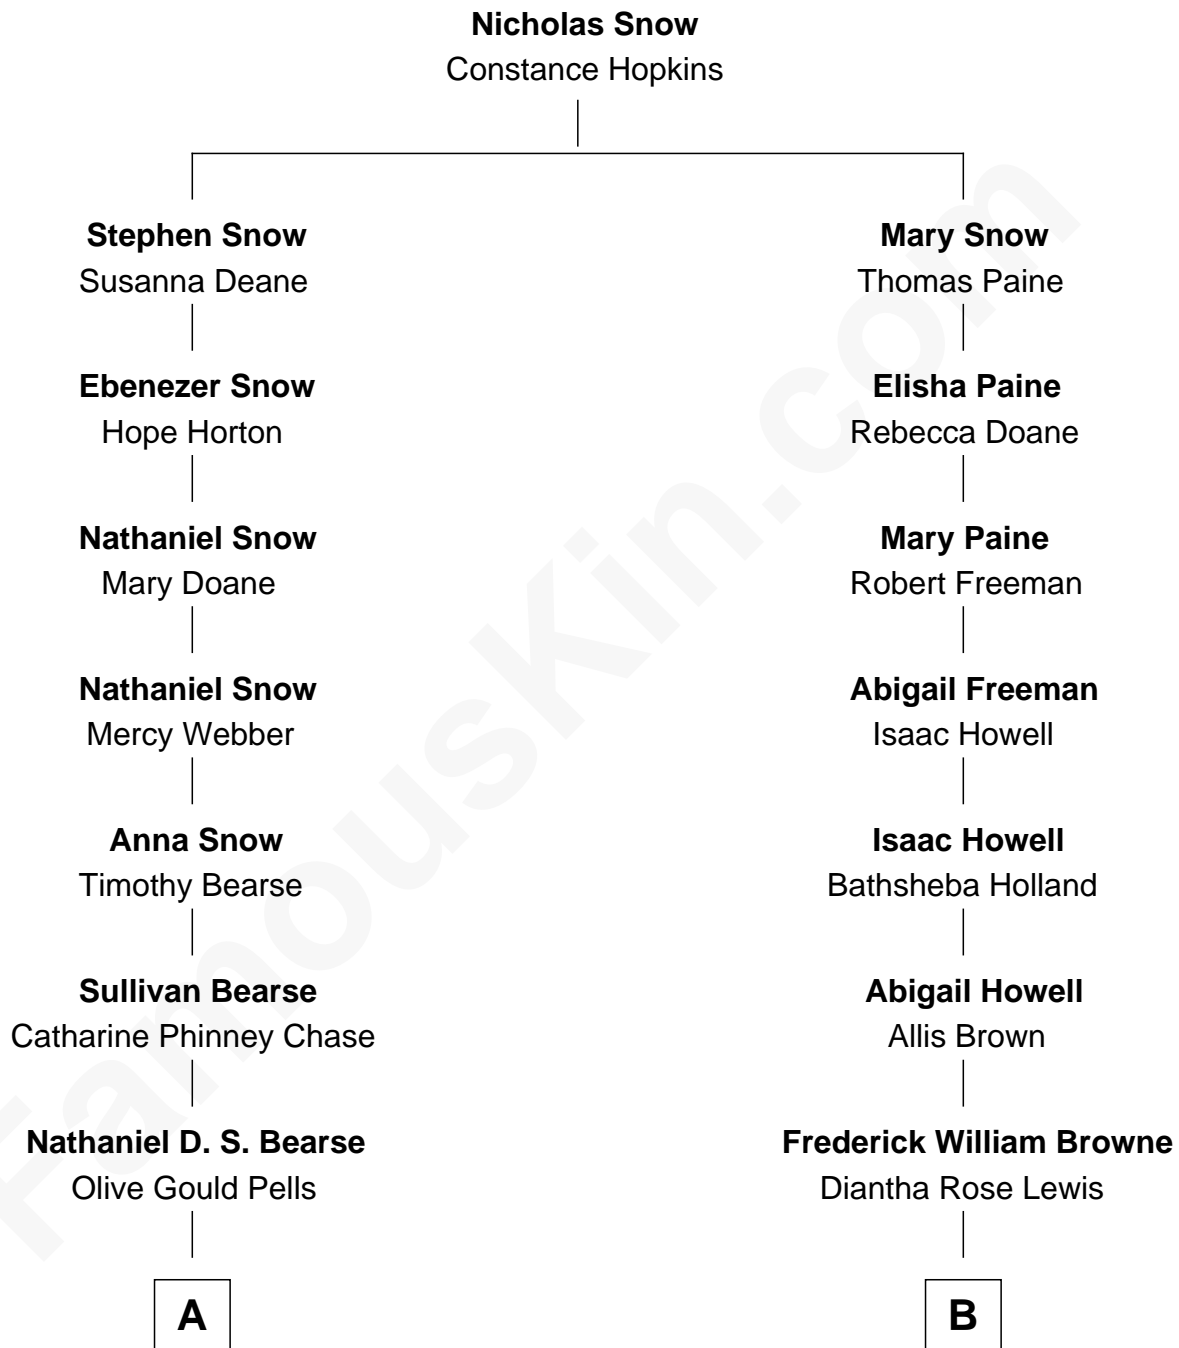 Nicholas Snow
Constance Hopkins
Stephen Snow
Susanna Deane
Mary Snow
Thomas Paine
Ebenezer Snow
Hope Horton
Elisha Paine
Rebecca Doane
Nathaniel Snow
Mary Doane
Mary Paine
Robert Freeman
Nathaniel Snow
Mercy Webber
Abigail Freeman
Isaac Howell
Anna Snow
Timothy Bearse
Isaac Howell
Bathsheba Holland
Sullivan Bearse
Catharine Phinney Chase
Abigail Howell
Allis Brown
Nathaniel D. S. Bearse
Olive Gould Pells
Frederick William Browne
Diantha Rose Lewis
A
B
FamousKin.com